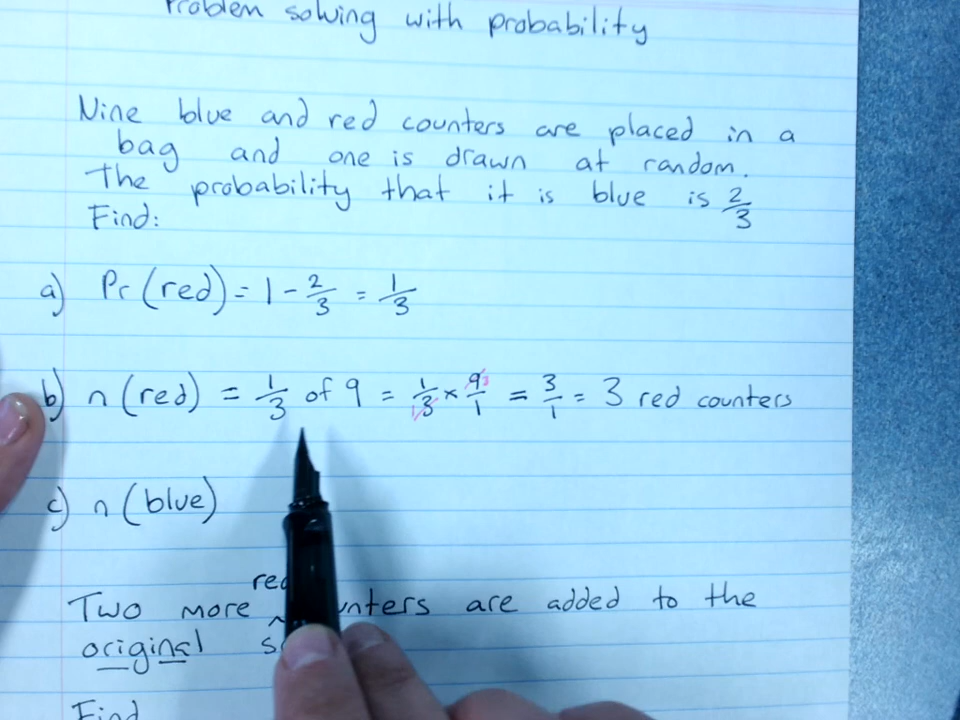 Problem solving with probability
Nine blue and red counters are placed in a
bag and one is drawn at random.
The probability that it is blue is 2/3
Find:
a) Pr(red) = 1 - 2/3 = 1/3
b) n(red) = 1/3 of 9 = 1/3 × 9/1 = 3/1 = 3 red counters
c) n(blue)
Two more are added to the
original
Find